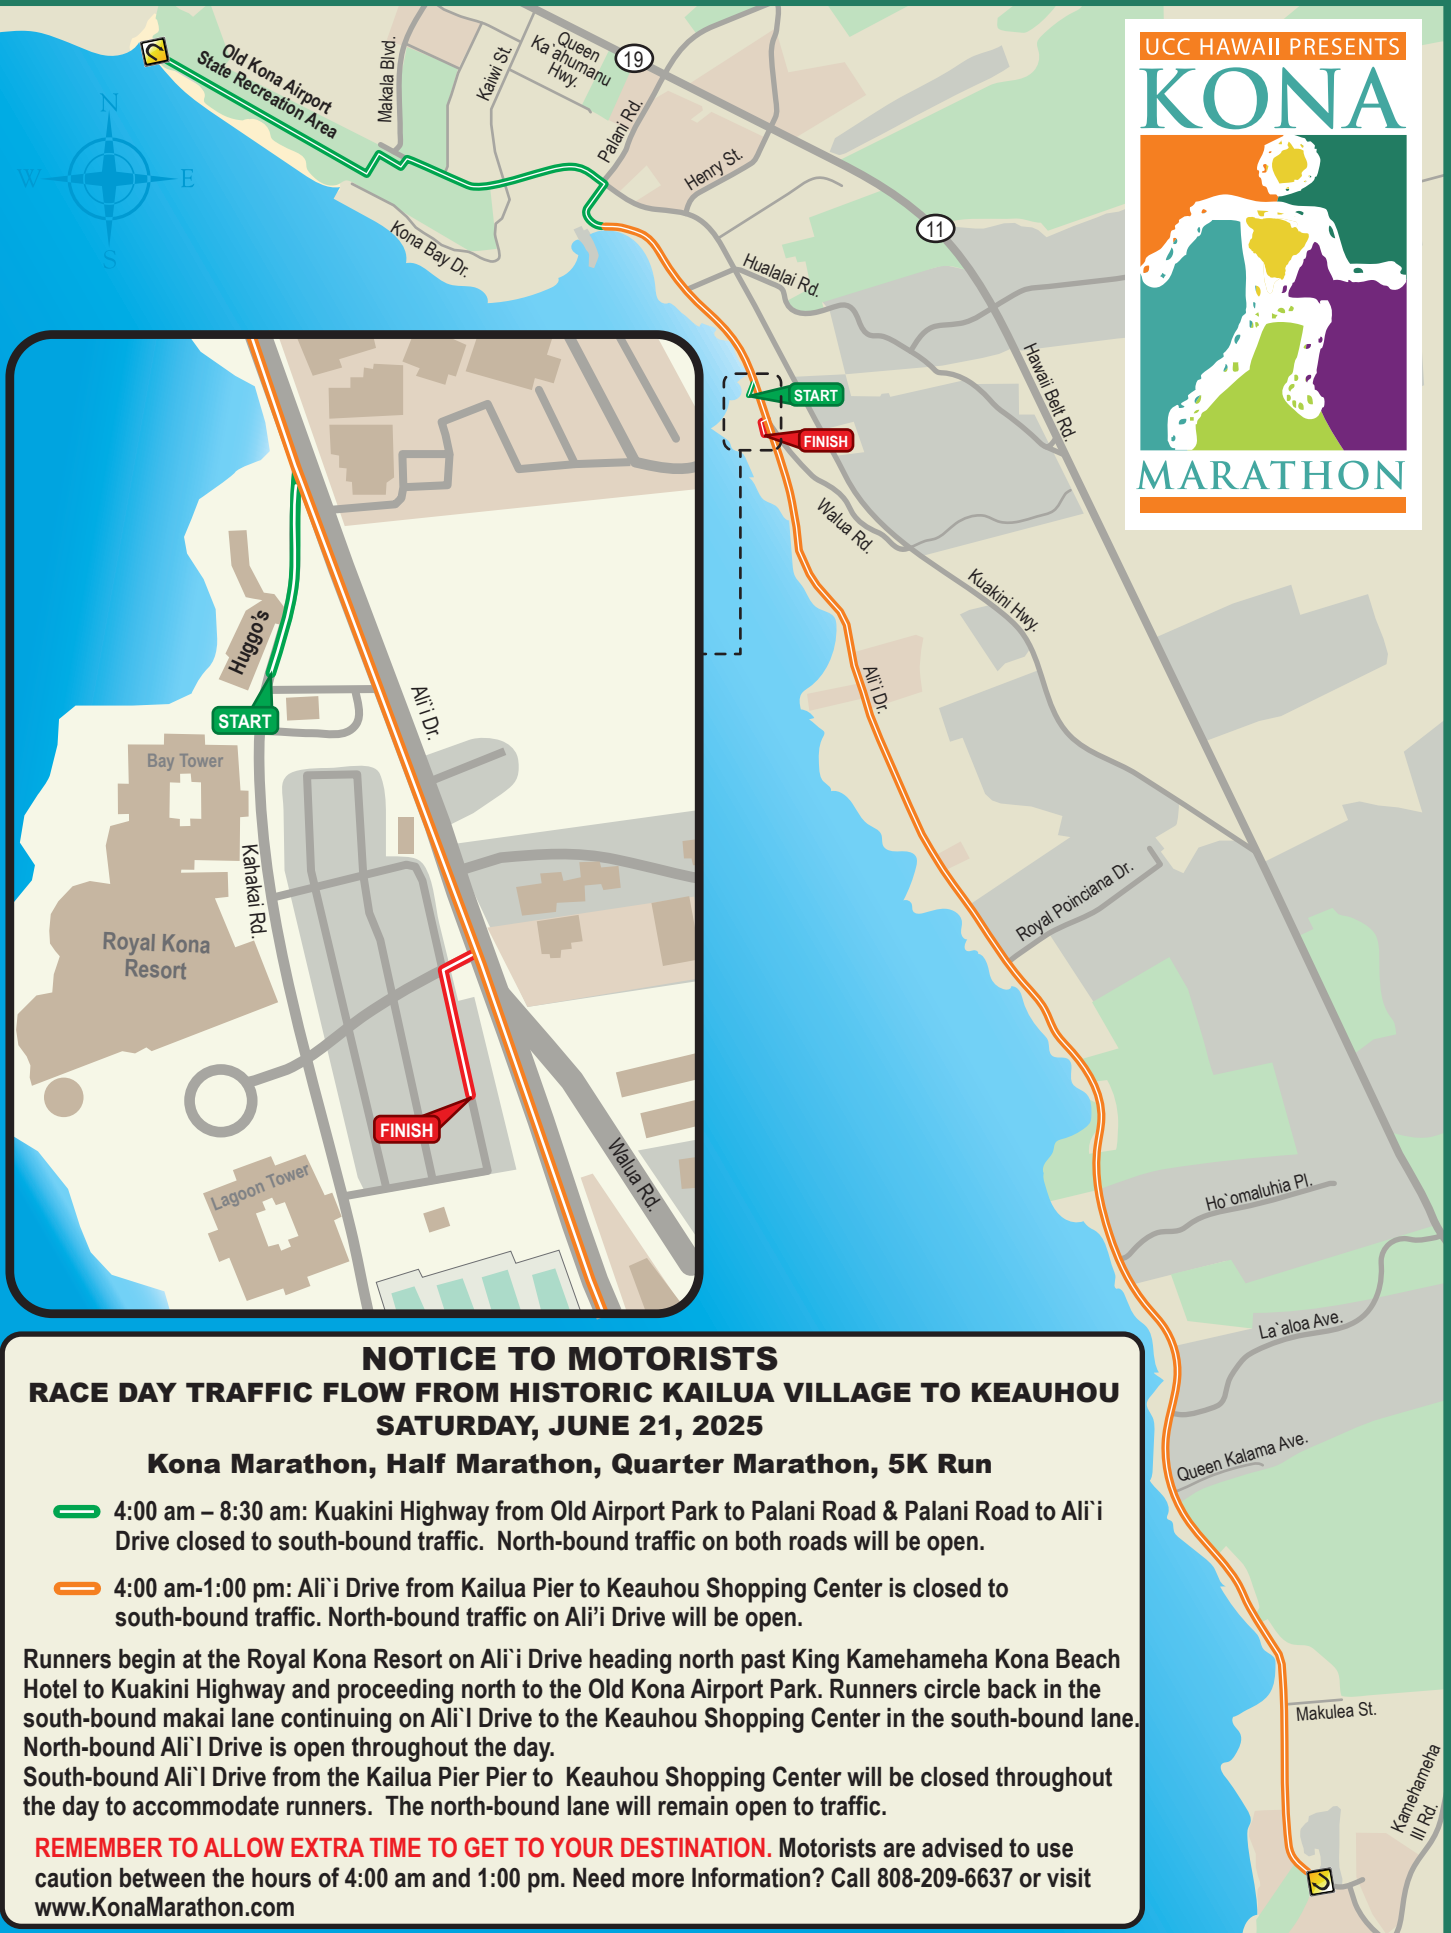 UCC HAWAII PRESENTS
KONA
MARATHON
Old Kona Airport
State Recreation Area
Makala Blvd.
Kaiwi St.
Queen
Ka`ahumanu
Hwy.
19
Palani Rd.
Henry St.
11
N
W
E
S
Kona Bay Dr.
Hualalai Rd.
Hawaii Belt Rd.
START
FINISH
Walua Rd.
Kuakini Hwy.
Ali`i Dr.
Royal Poinciana Dr.
Ho`omaluhia Pl.
La`aloa Ave.
Queen Kalama Ave.
Makulea St.
Kamehameha
III Rd.
Huggo's
START
Ali`i Dr.
Bay Tower
Kahakai Rd.
Royal Kona
Resort
FINISH
Walua Rd.
Lagoon Tower
NOTICE TO MOTORISTS
RACE DAY TRAFFIC FLOW FROM HISTORIC KAILUA VILLAGE TO KEAUHOU
SATURDAY, JUNE 21, 2025
Kona Marathon, Half Marathon, Quarter Marathon, 5K Run
4:00 am – 8:30 am: Kuakini Highway from Old Airport Park to Palani Road & Palani Road to Ali`i
Drive closed to south-bound traffic. North-bound traffic on both roads will be open.
4:00 am-1:00 pm: Ali`i Drive from Kailua Pier to Keauhou Shopping Center is closed to
south-bound traffic. North-bound traffic on Ali'i Drive will be open.
Runners begin at the Royal Kona Resort on Ali`i Drive heading north past King Kamehameha Kona Beach
Hotel to Kuakini Highway and proceeding north to the Old Kona Airport Park. Runners circle back in the
south-bound makai lane continuing on Ali`I Drive to the Keauhou Shopping Center in the south-bound lane.
North-bound Ali`I Drive is open throughout the day.
South-bound Ali`I Drive from the Kailua Pier Pier to Keauhou Shopping Center will be closed throughout
the day to accommodate runners. The north-bound lane will remain open to traffic.
REMEMBER TO ALLOW EXTRA TIME TO GET TO YOUR DESTINATION. Motorists are advised to use
caution between the hours of 4:00 am and 1:00 pm. Need more Information? Call 808-209-6637 or visit
www.KonaMarathon.com